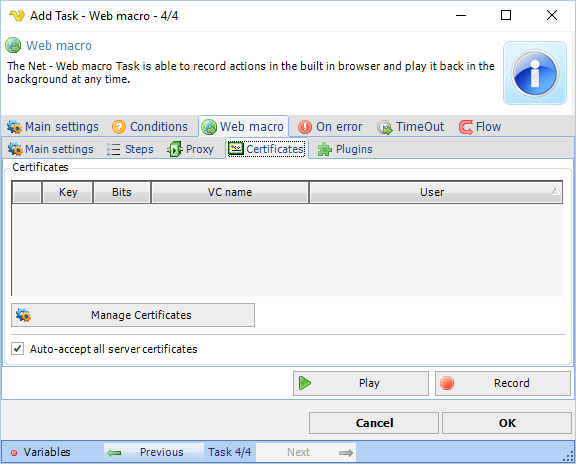 Add Task - Web macro - 4/4
Web macro
The Net - Web macro Task is able to record actions in the built in browser and play it back in the
background at any time.
Main settings Conditions Web macro On error TimeOut Flow
Main settings Steps Proxy Certificates Plugins
Certificates
Key Bits VC name User
Manage Certificates
Auto-accept all server certificates
Play Record
Cancel OK
Variables Previous Task 4/4 Next